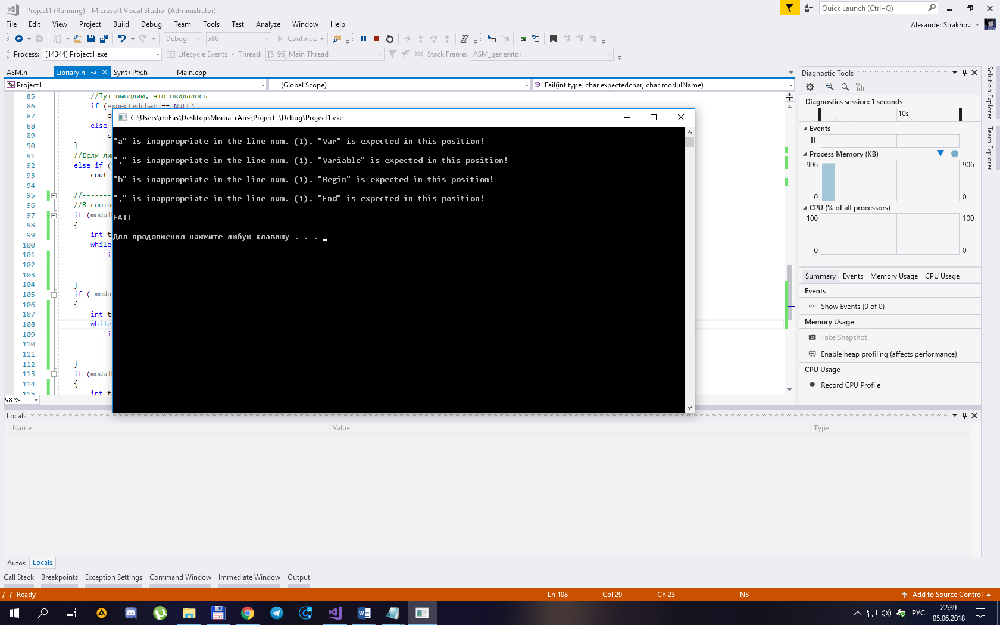 Project1 (Running) - Microsoft Visual Studio (Administrator)
Quick Launch (Ctrl+Q)
File Edit View Project Build Debug Team Tools Test Analyze Window Help
Alexander Strakhov
Debug x86 Continue
Process: [14344] Project1.exe Lifecycle Events Thread: [5196] Main Thread Stack Frame: ASM_generator
ASM.h Libriary.h Synt+Pfx.h Main.cpp
Project1 (Global Scope) Fail(int type, char expectedchar, char modulName)
85 //Тут выводим, что ожидалось
86 if (expectedchar == NULL)
87
88 else
89
90 }
91
92 else if
93 cout
94
95 //-------
96
97 if
98 {
99 int
100 while
101
102
103
104 }
105 if (
106 {
107 int
108 while
109
110
111
112 }
113 if
114 {
115 int
98 %
C:\Users\mrFas\Desktop\Миша +Аня\Project1\Debug\Project1.exe
"a" is inappropriate in the line num. (1). "Var" is expected in this position!
"," is inappropriate in the line num. (1). "Variable" is expected in this position!
"b" is inappropriate in the line num. (1). "Begin" is expected in this position!
"," is inappropriate in the line num. (1). "End" is expected in this position!
FAIL
Для продолжения нажмите любую клавишу . . .
Diagnostic Tools
Diagnostics session: 1 seconds
10s
Events
Process Memory (KB)
906 906
0 0
CPU (% of all processors)
100 100
0 0
Summary Events Memory Usage CPU Usage
Events
Show Events (0 of 0)
Memory Usage
Take Snapshot
Enable heap profiling (affects performance)
CPU Usage
Record CPU Profile
Solution Explorer
Team Explorer
Locals
Name Value Type
Autos Locals
Call Stack Breakpoints Exception Settings Command Window Immediate Window Output
Ready Ln 108 Col 29 Ch 23 INS Add to Source Control
РУС
22:39
05.06.2018